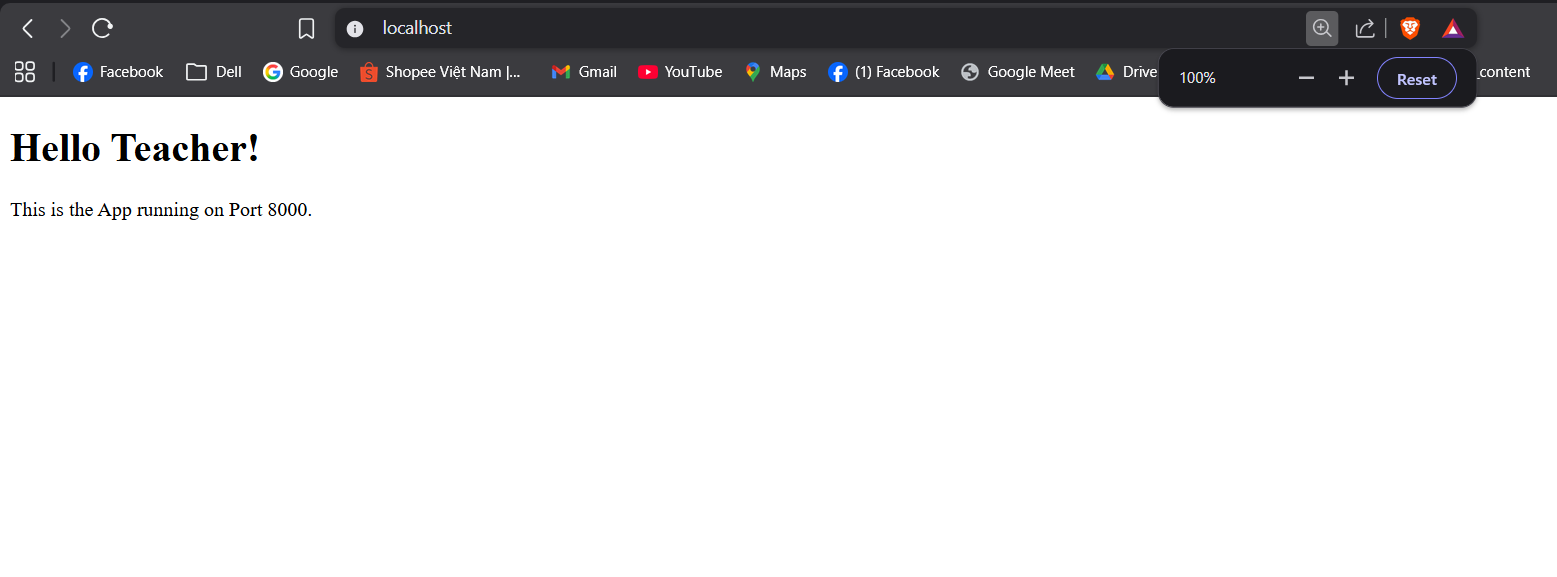 localhost
Facebook Dell Google Shopee Việt Nam |... Gmail YouTube Maps (1) Facebook Google Meet Drive _content
100% Reset
Hello Teacher!
This is the App running on Port 8000.